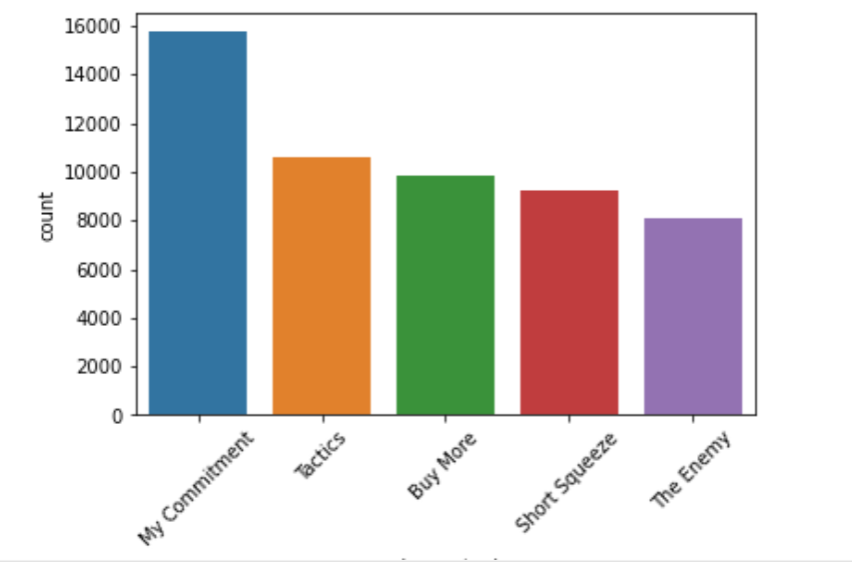 16000
14000
12000
10000
8000
6000
4000
2000
0
count
My Commitment
Tactics
Buy More
Short Squeeze
The Enemy